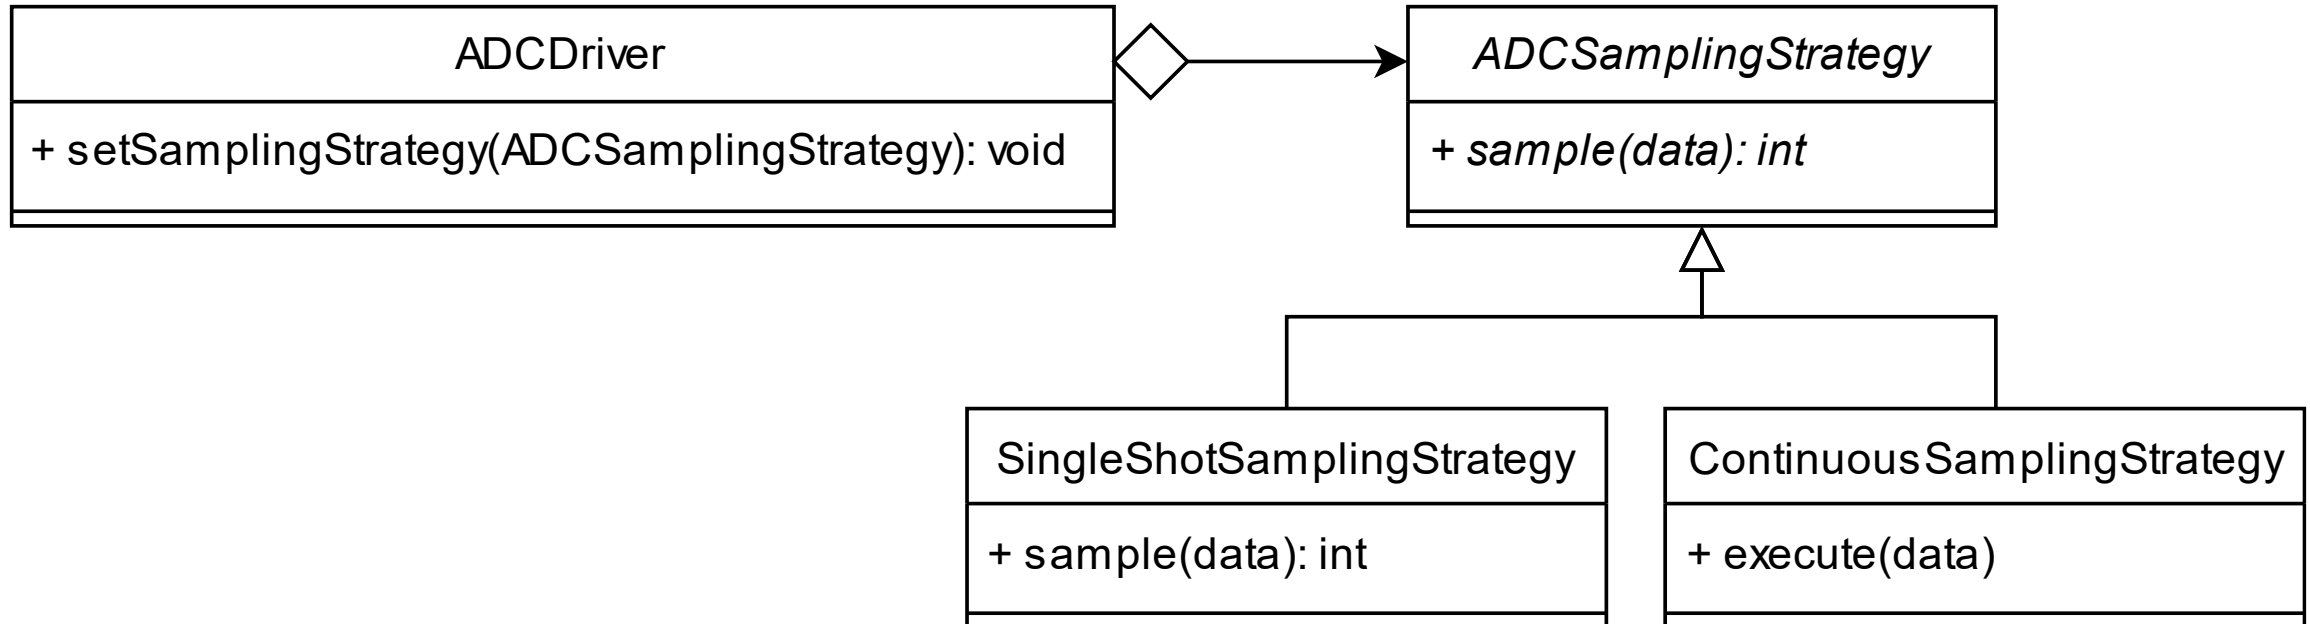 ADCDriver
+ setSamplingStrategy(ADCSamplingStrategy): void
ADCSamplingStrategy
+ sample(data): int
SingleShotSamplingStrategy
+ sample(data): int
ContinuousSamplingStrategy
+ execute(data)